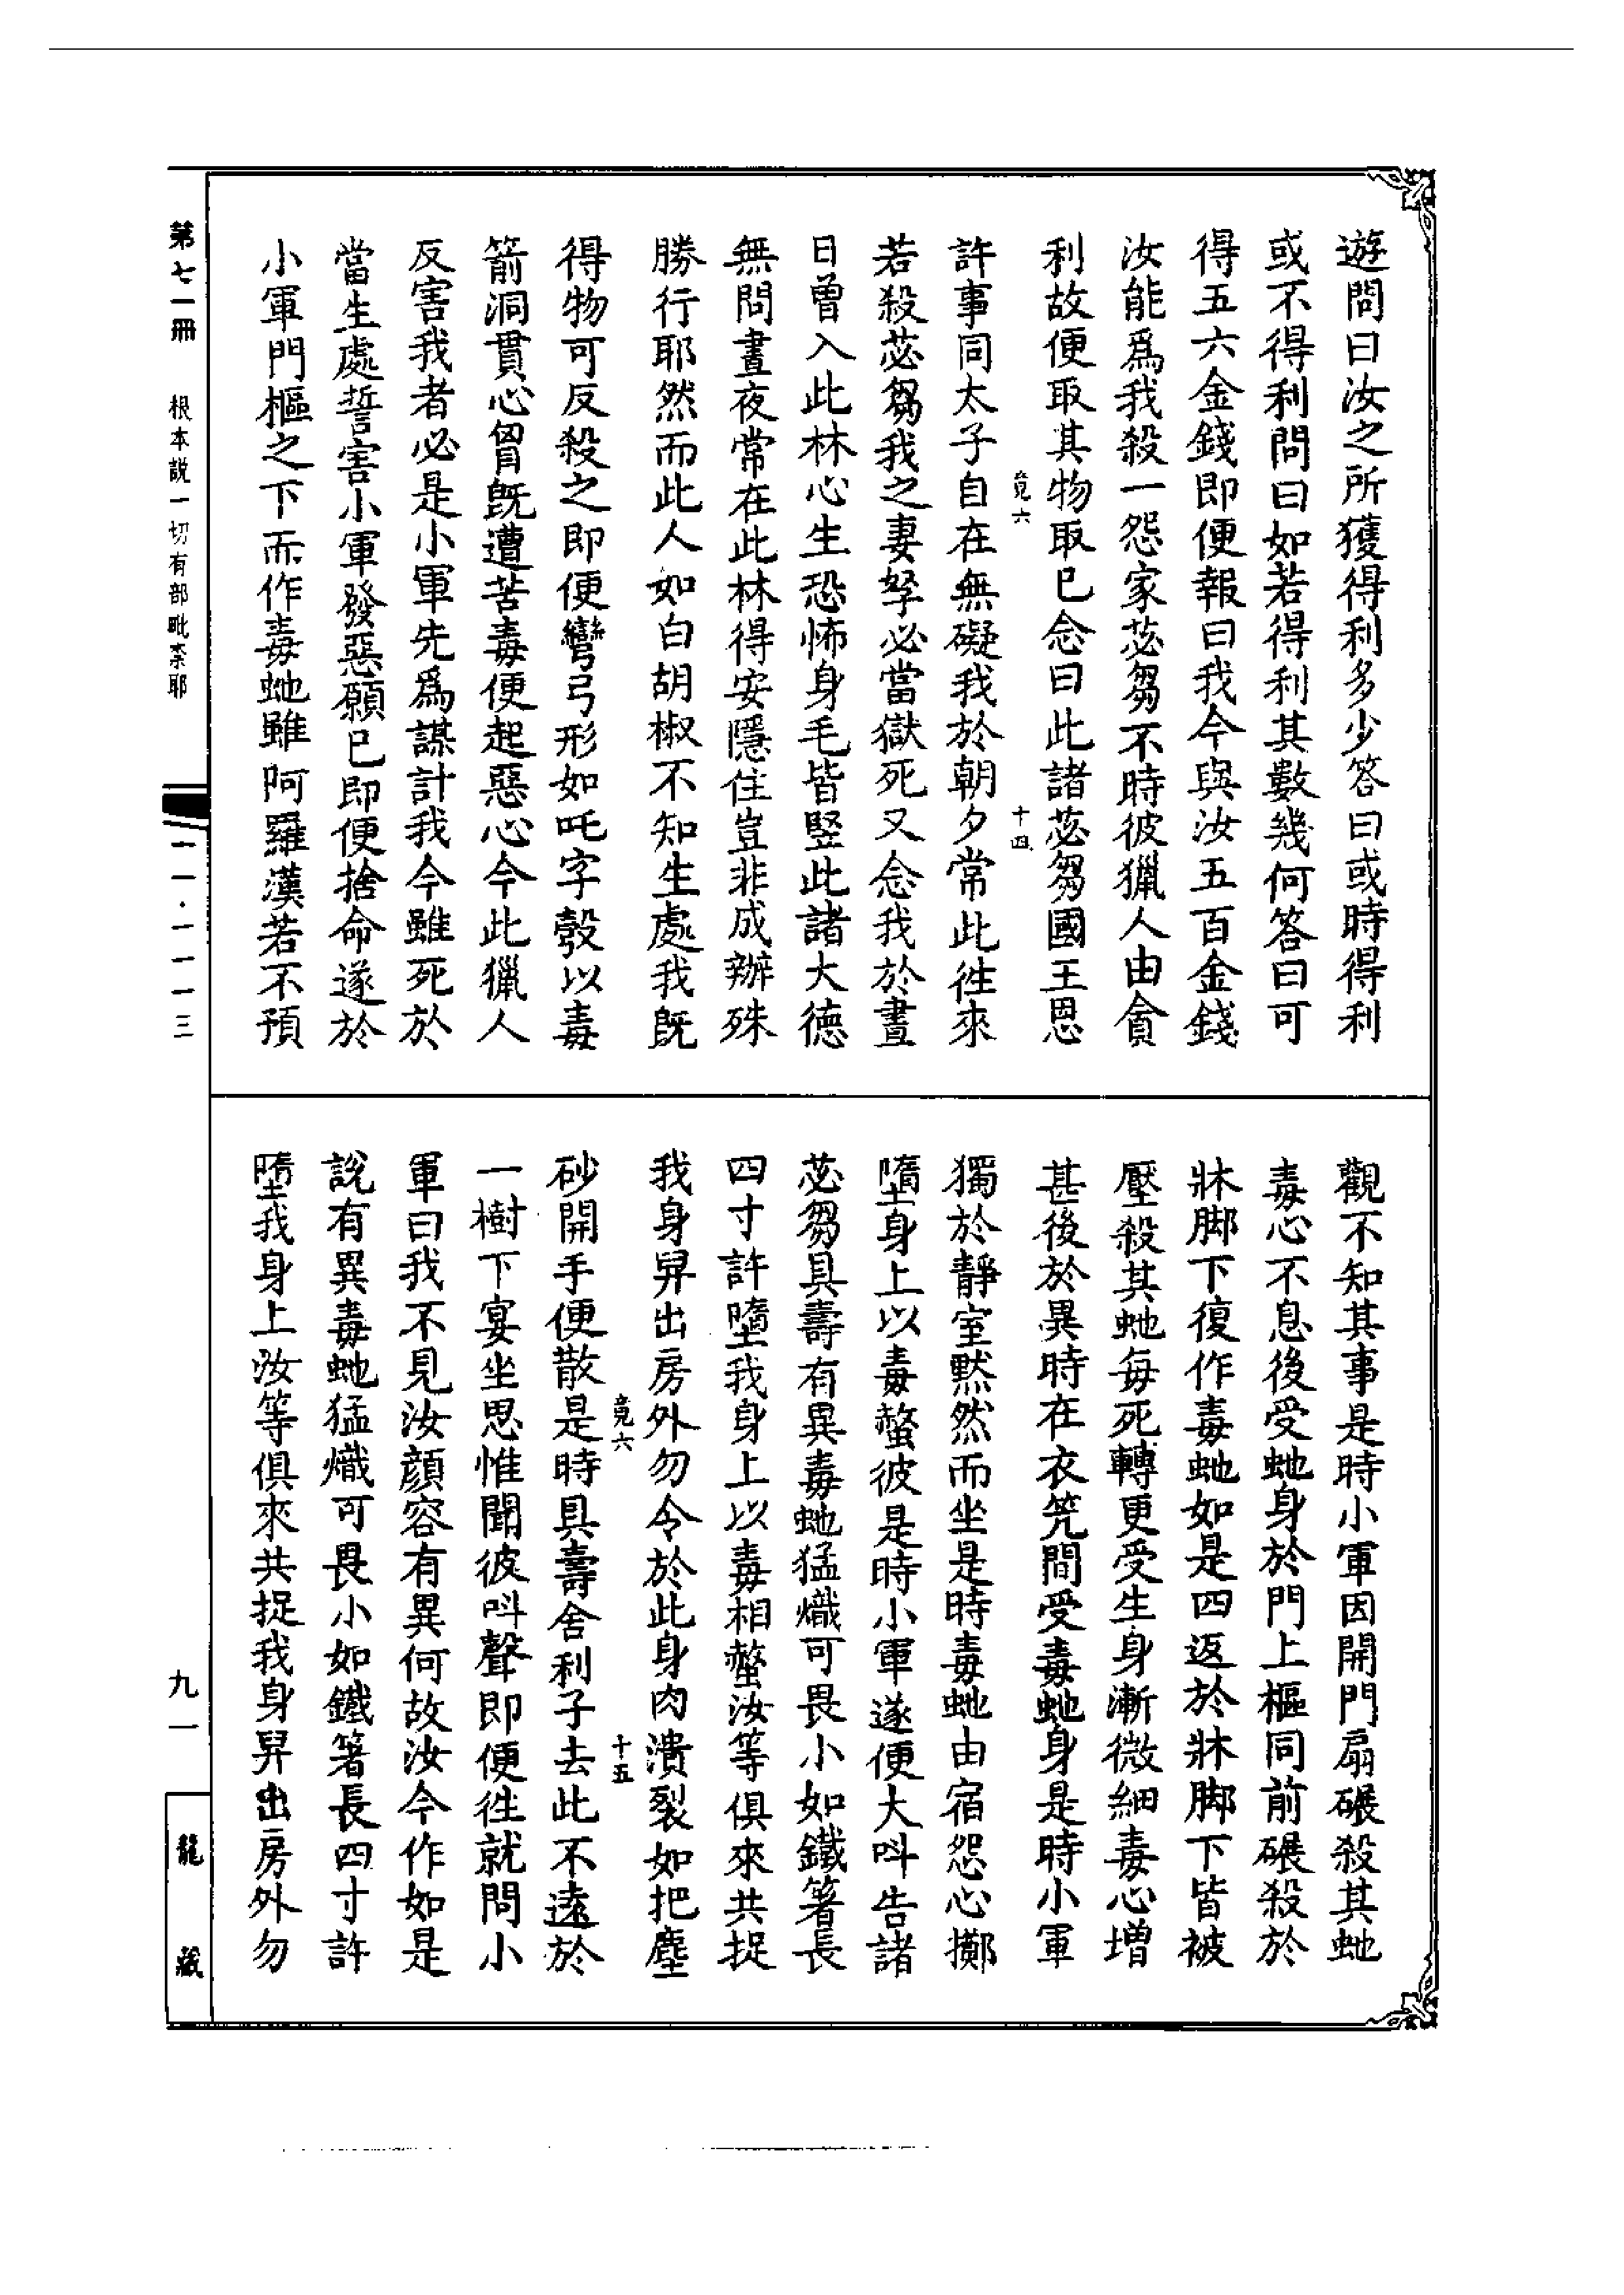 遊問曰汝之所獲得利多少答曰或時得利
或不得利問曰如若得利其數幾何答曰可
得五六金錢即便報曰我今與汝五百金錢
汝能爲我殺一怨家苾芻不時彼獵人由貪
利故便取其物取已念曰此諸苾芻國王恩
竟六
十四
許事同太子自在無礙我於朝夕常此徃來
若殺苾芻我之妻孥必當獄死又念我於晝
日曾入此林心生恐怖身毛皆竪此諸大德
無問晝夜常在此林得安隱住豈非成辦殊
勝行耶然而此人如白胡椒不知生處我旣
得物可反殺之即便彎弓形如吒字彀以毒
箭洞貫心胷旣遭苦毒便起惡心今此獵人
反害我者必是小軍先爲謀計我今雖死於
當生處誓害小軍發惡願已即便捨命遂於
小軍門樞之下而作毒虵雖阿羅漢若不預
第七一冊
根本説一切有部毗柰耶
一一一·一一一三
觀不知其事是時小軍因開門扇碾殺其虵
毒心不息後受虵身於門上樞同前碾殺於
牀脚下復作毒虵如是四返於牀脚下皆被
壓殺其虵每死轉更受生身漸微細毒心增
甚後於異時在衣笐間受毒虵身是時小軍
獨於靜室黙然而坐是時毒虵由宿怨心擲
墮身上以毒螫彼是時小軍遂便大呌告諸
苾芻具壽有異毒虵猛熾可畏小如鐵箸長
四寸許墮我身上以毒相螫汝等俱來共捉
我身舁出房外勿令於此身肉潰裂如把塵
竟六
十五
砂開手便散是時具壽舍利子去此不遠於
一樹下宴坐思惟聞彼呌聲即便徃就問小
軍曰我不見汝顔容有異何故汝今作如是
說有異毒虵猛熾可畏小如鐵箸長四寸許
墮我身上汝等俱來共捉我身舁出房外勿
九一
龍藏